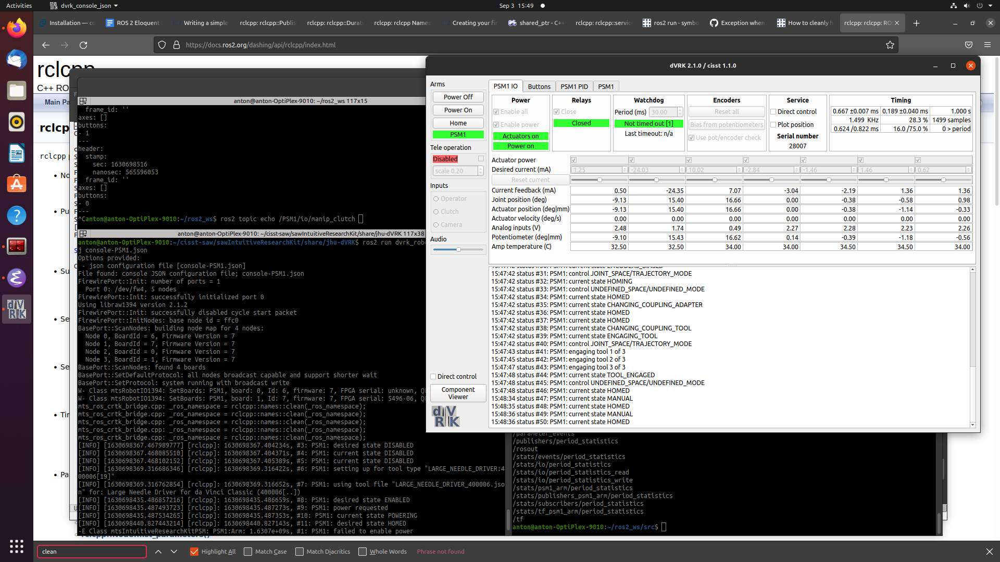 Activities
dvrk_console_json
Sep 3 15:49
Installation — co
ROS 2 Eloquent
Writing a simple
rclcpp: rclcpp::Publis
rclcpp: rclcpp::Durati
rclcpp: rclcpp Names
Creating your fir
shared_ptr - C++
rclcpp: rclcpp::servic
ros2 run - symbo
Exception when
How to cleanly h
rclcpp: rclcpp: RO
https://docs.ros2.org/dashing/api/rclcpp/index.html
rclcpp
C++ RO
Main Pa
rclcpp p
No
Pu
Su
Se
Se
Tir
Pa
anton@anton-OptiPlex-9010: ~/ros2_ws 117x15
frame_id: ''
axes: []
buttons:
- 1
---
header:
stamp:
sec: 1630698516
nanosec: 565596053
frame_id: ''
axes: []
buttons:
- 0
---
^Canton@anton-OptiPlex-9010:~/ros2_ws$ ros2 topic echo /PSM1/io/manip_clutch
anton@anton-OptiPlex-9010: ~/cisst-saw/sawIntuitiveResearchKit/share/jhu-dVRK 117x38
anton@anton-OptiPlex-9010:~/cisst-saw/sawIntuitiveResearchKit/share/jhu-dVRK$ ros2 run dvrk_rob
j console-PSM1.json
Options provided:
- json configuration file [console-PSM1.json]
File found: console JSON configuration file; console-PSM1.json
FirewirePort::Init: number of ports = 1
Port 0: /dev/fw4, 5 nodes
FirewirePort::Init: successfully initialized port 0
Using libraw1394 version 2.1.2
FirewirePort::Init: successfully disabled cycle start packet
FirewirePort::InitNodes: base node id = ffc0
BasePort::ScanNodes: building node map for 4 nodes:
Node 0, BoardId = 6, Firmware Version = 7
Node 1, BoardId = 7, Firmware Version = 7
Node 2, BoardId = 0, Firmware Version = 7
Node 3, BoardId = 1, Firmware Version = 7
BasePort::ScanNodes: found 4 boards
BasePort::SetDefaultProtocol: all nodes broadcast capable and support shorter wait
BasePort::SetProtocol: system running with broadcast write
W- Class mtsRobotIO1394: SetBoards: PSM1, board: 0, Id: 6, firmware: 7, FPGA serial: unknown, Q
W- Class mtsRobotIO1394: SetBoards: PSM1, board: 1, Id: 7, firmware: 7, FPGA serial: 5496-06, Q
mts_ros_crtk_bridge.cpp: _ros_namespace = rclcpp::names::clean(_ros_namespace);
mts_ros_crtk_bridge.cpp: _ros_namespace = rclcpp::names::clean(_ros_namespace);
mts_ros_crtk_bridge.cpp: _ros_namespace = rclcpp::names::clean(_ros_namespace);
mts_ros_crtk_bridge.cpp: _ros_namespace = rclcpp::names::clean(_ros_namespace);
mts_ros_crtk_bridge.cpp: _ros_namespace = rclcpp::names::clean(_ros_namespace);
[INFO] [1630698367.467989777] [rclcpp]: 1630698367.404234s, #3: PSM1: desired state DISABLED
[INFO] [1630698367.468085510] [rclcpp]: 1630698367.404371s, #4: PSM1: current state DISABLED
[INFO] [1630698367.468102152] [rclcpp]: 1630698367.405389s, #5: PSM1: current state DISABLED
[INFO] [1630698369.316686346] [rclcpp]: 1630698369.316422s, #6: PSM1: setting up for tool type "LARGE_NEEDLE_DRIVER:4
00006[19]"
[INFO] [1630698369.316762854] [rclcpp]: 1630698369.316652s, #7: PSM1: using tool file "LARGE_NEEDLE_DRIVER_400006.jso
n" for: Large Needle Driver for da Vinci Classic (400006[..])
[INFO] [1630698435.486857216] [rclcpp]: 1630698435.486659s, #8: PSM1: desired state ENABLED
[INFO] [1630698435.487493723] [rclcpp]: 1630698435.487273s, #9: PSM1: power requested
[INFO] [1630698435.487534265] [rclcpp]: 1630698435.487353s, #10: PSM1: current state POWERING
[INFO] [1630698440.827443214] [rclcpp]: 1630698440.827143s, #11: PSM1: desired state HOMED
-E Class mtsIntuitiveResearchKitPSM: PSM1:Arm: 1.6307e+09s, #1: PSM1: failed to enable power
dVRK 2.1.0 / cisst 1.1.0
Arms
Power Off
Power On
Home
PSM1
Tele operation
Disabled
scale 0.20
Inputs
Operator
Clutch
Camera
Audio
Direct control
Component
Viewer
dVRK
PSM1 IO Buttons PSM1 PID PSM1
Power
Enable all
Enable power
Actuators on
Power on
Relays
Close
Closed
Watchdog
Period (ms) 30.00
Not timed out [1]
Last timeout: n/a
Encoders
Reset all
Bias from potentiometers
Use pot/encoder check
Service
Direct control
Plot position
Serial number
28007
Timing
0.667 ±0.007 ms 0.189 ±0.040 ms 1.000 s
1.499 KHz 28.3 % 1499 samples
0.624 /0.822 ms 16.0 /75.0 % 0 > period
Actuator power
Desired current (mA) 1.25 -24.03 10.02 -2.84 -1.46 1.46 0.62
Reset current
Current feedback (mA) 0.50 -24.35 7.07 -3.04 -2.19 1.36 1.36
Joint position (deg) -9.13 15.40 16.66 0.00 -0.38 -0.58 0.98
Actuator position (deg|mm) -9.13 15.40 16.66 0.00 -0.38 -1.14 -0.33
Actuator velocity (deg/s) 0.00 0.00 0.00 0.00 0.00 0.00 0.00
Analog inputs (V) 2.48 1.74 0.49 2.27 2.28 2.23 2.26
Potentiometer (deg|mm) -9.10 15.43 16.62 0.14 -0.39 -1.18 -0.56
Amp temperature (C) 32.50 32.50 34.00 34.00 34.50 34.50 34.00
15:47:42 status #30: PSM1: current state ENCODERS_BIASED
15:47:42 status #31: PSM1: control JOINT_SPACE/TRAJECTORY_MODE
15:47:42 status #32: PSM1: current state HOMING
15:47:42 status #33: PSM1: control UNDEFINED_SPACE/UNDEFINED_MODE
15:47:42 status #34: PSM1: current state HOMED
15:47:42 status #35: PSM1: current state CHANGING_COUPLING_ADAPTER
15:47:42 status #36: PSM1: current state HOMED
15:47:42 status #37: PSM1: current state HOMED
15:47:42 status #38: PSM1: current state CHANGING_COUPLING_TOOL
15:47:42 status #39: PSM1: current state ENGAGING_TOOL
15:47:42 status #40: PSM1: control JOINT_SPACE/TRAJECTORY_MODE
15:47:43 status #41: PSM1: engaging tool 1 of 3
15:47:45 status #42: PSM1: engaging tool 2 of 3
15:47:47 status #43: PSM1: engaging tool 3 of 3
15:47:48 status #44: PSM1: current state TOOL_ENGAGED
15:47:48 status #45: PSM1: control UNDEFINED_SPACE/UNDEFINED_MODE
15:47:48 status #46: PSM1: current state HOMED
15:48:34 status #47: PSM1: current state MANUAL
15:48:35 status #48: PSM1: current state HOMED
15:48:36 status #49: PSM1: current state MANUAL
15:48:36 status #50: PSM1: current state HOMED
/parameter_events
/publishers/period_statistics
/rosout
/stats/events/period_statistics
/stats/io/period_statistics
/stats/io/period_statistics_read
/stats/io/period_statistics_write
/stats/psm1_arm/period_statistics
/stats/publishers_psm1_arm/period_statistics
/stats/subscribers/period_statistics
/stats/tf_psm1_arm/period_statistics
/tf
anton@anton-OptiPlex-9010:~/ros2_ws/src$
clean
Highlight All
Match Case
Match Diacritics
Whole Words
Phrase not found